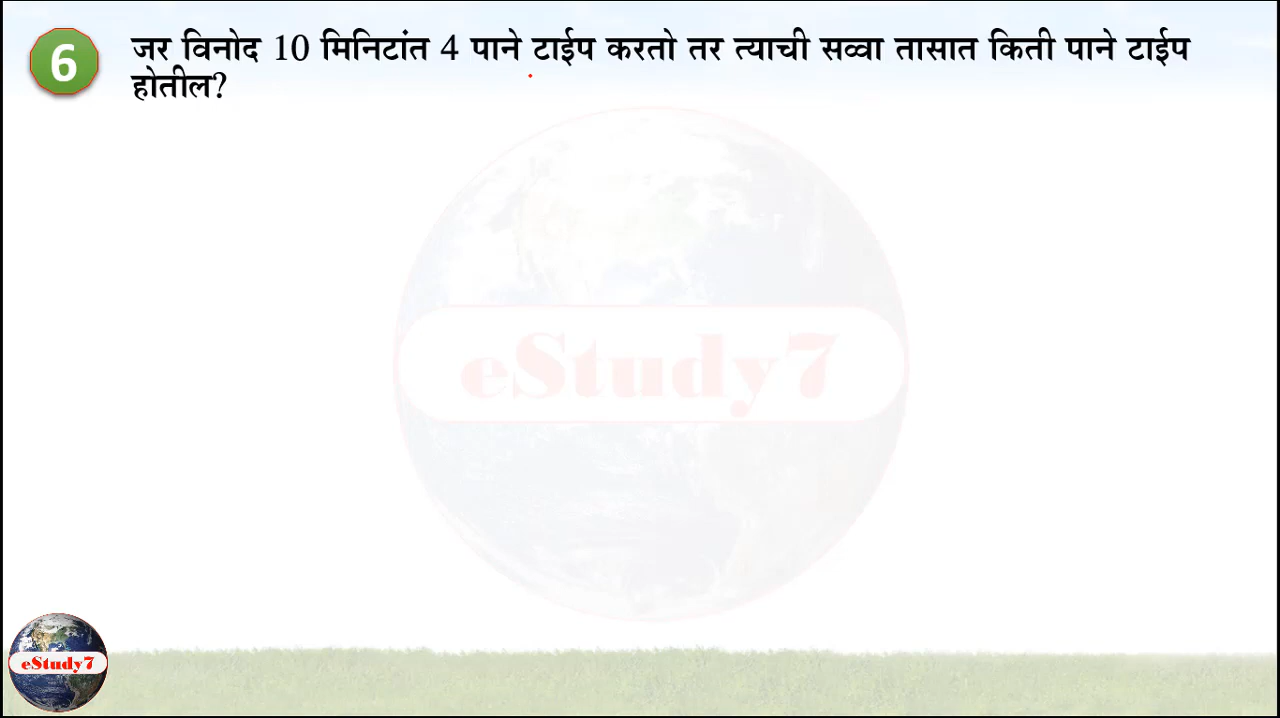 6
जर विनोद 10 मिनिटांत 4 पाने टाईप करतो तर त्याची सव्वा तासात किती पाने टाईप
होतील?
eStudy7
eStudy7